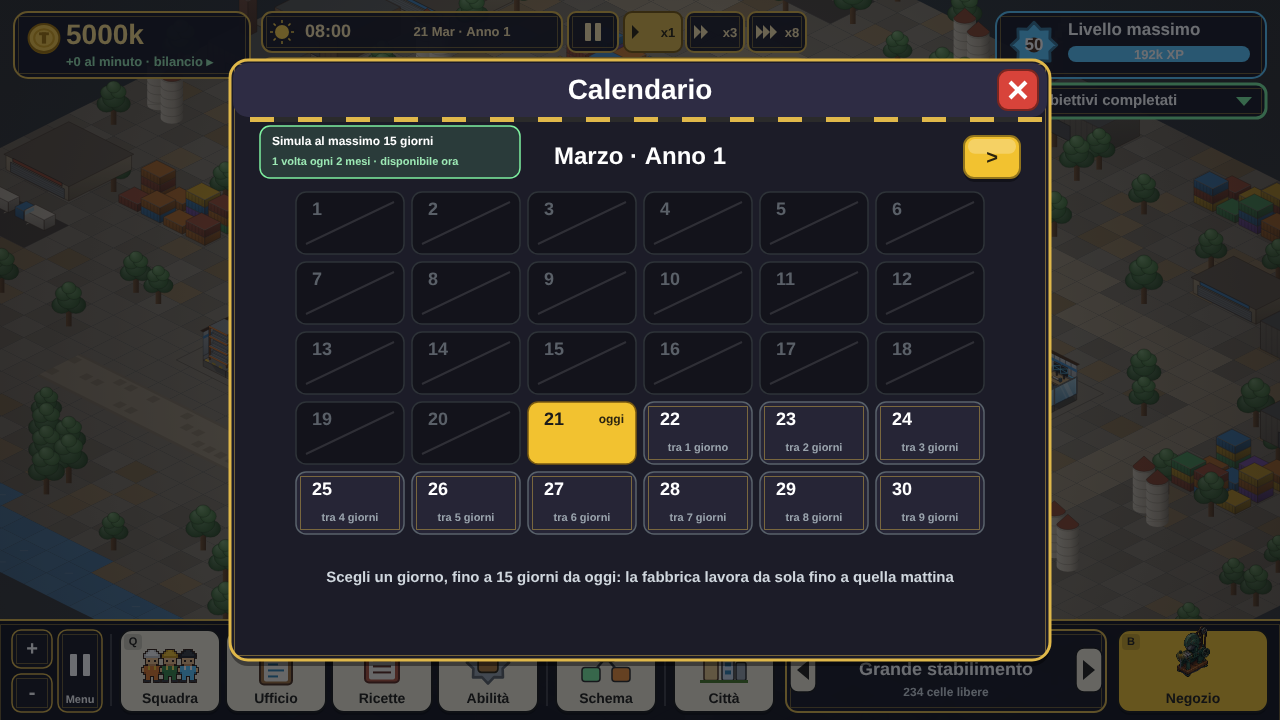 5000k
+0 al minuto · bilancio ▸
08:00
21 Mar · Anno 1
x1
x3
x8
50
Livello massimo
192k XP
biettivi completati
Calendario
Simula al massimo 15 giorni
1 volta ogni 2 mesi · disponibile ora
Marzo · Anno 1
>
1
2
3
4
5
6
7
8
9
10
11
12
13
14
15
16
17
18
19
20
21 oggi
22
tra 1 giorno
23
tra 2 giorni
24
tra 3 giorni
25
tra 4 giorni
26
tra 5 giorni
27
tra 6 giorni
28
tra 7 giorni
29
tra 8 giorni
30
tra 9 giorni
Scegli un giorno, fino a 15 giorni da oggi: la fabbrica lavora da sola fino a quella mattina
+
-
Menu
Q
Squadra
Ufficio
Ricette
Abilità
Schema
Città
Grande stabilimento
234 celle libere
B
Negozio